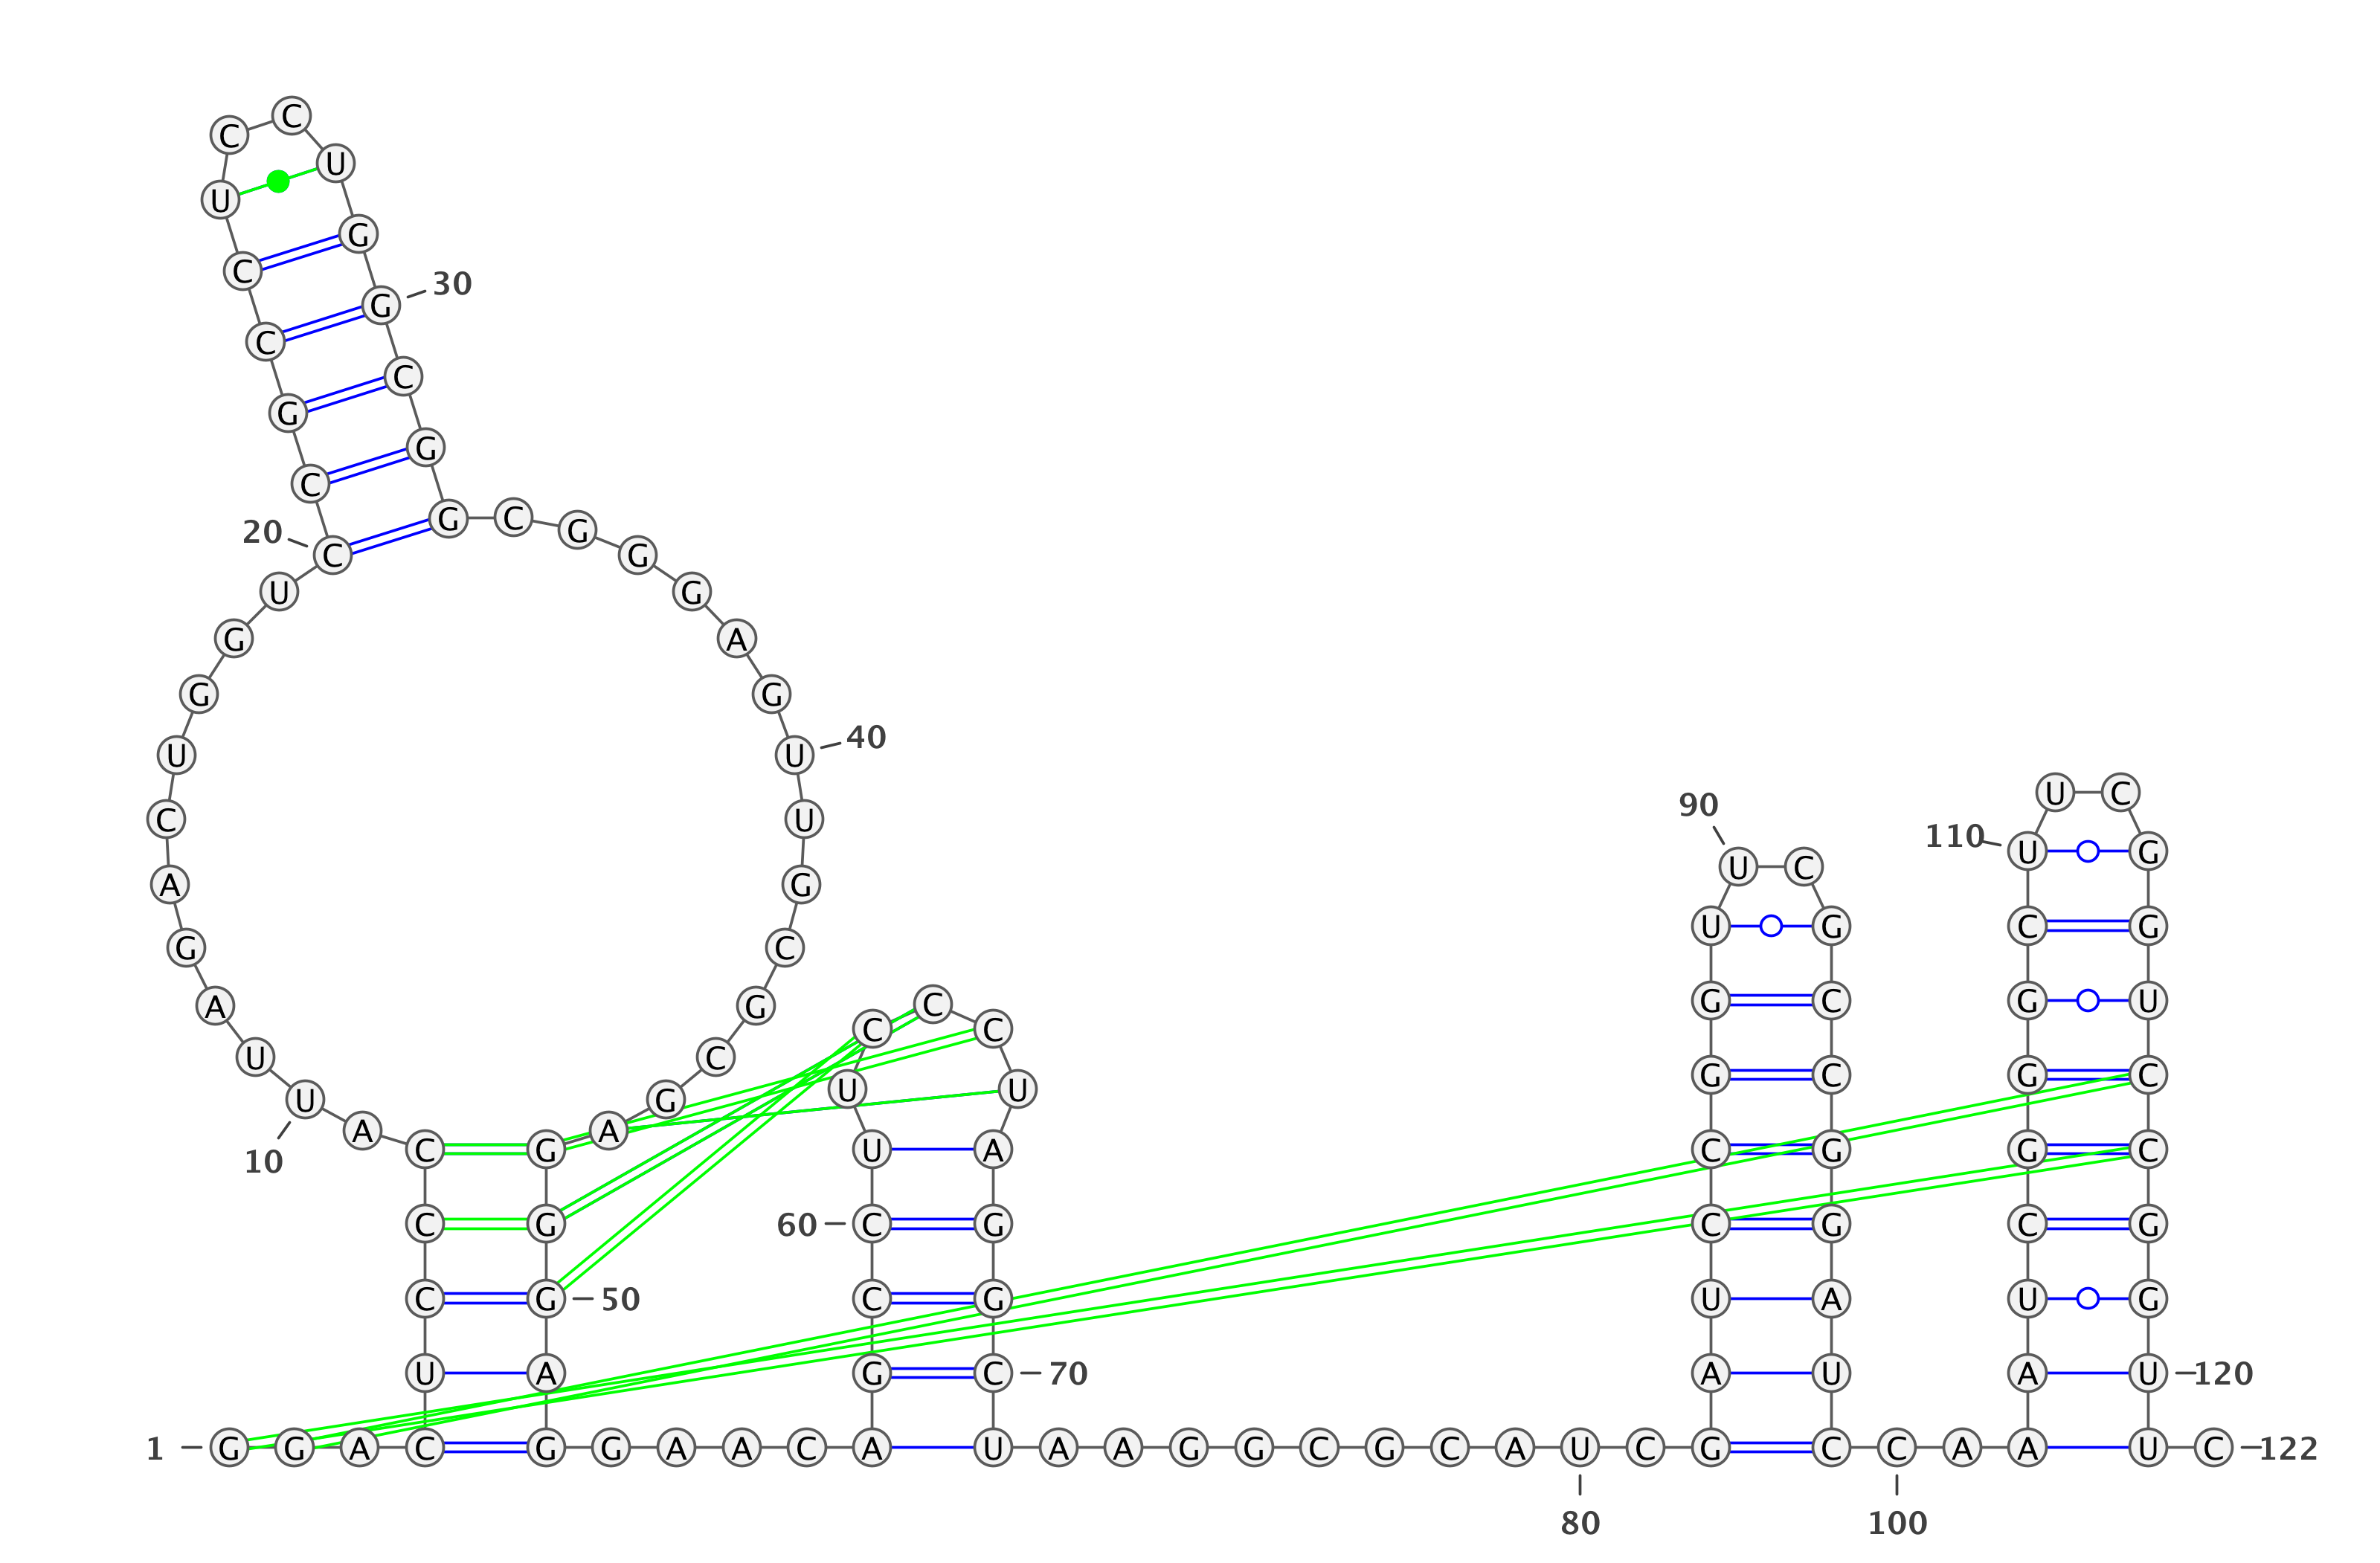 C C
U
U
G
C 30
G
C
C
G
G
C
G C
G
20 C G
U G
G A
G G
U U 40
U C
90
C U
110 U G
U C
A G
U G C G
G C
G C G U
A G C
C C
U C
G C G C
U U
U G
A A
C G U A C G G C
10
C G 60 C G C G C G
C G 50 C G U A U G
U A G C 70 A U A U 120
1 G G A C G G A A C A U A A G G C G C A U C G C C A A U C 122
80 100